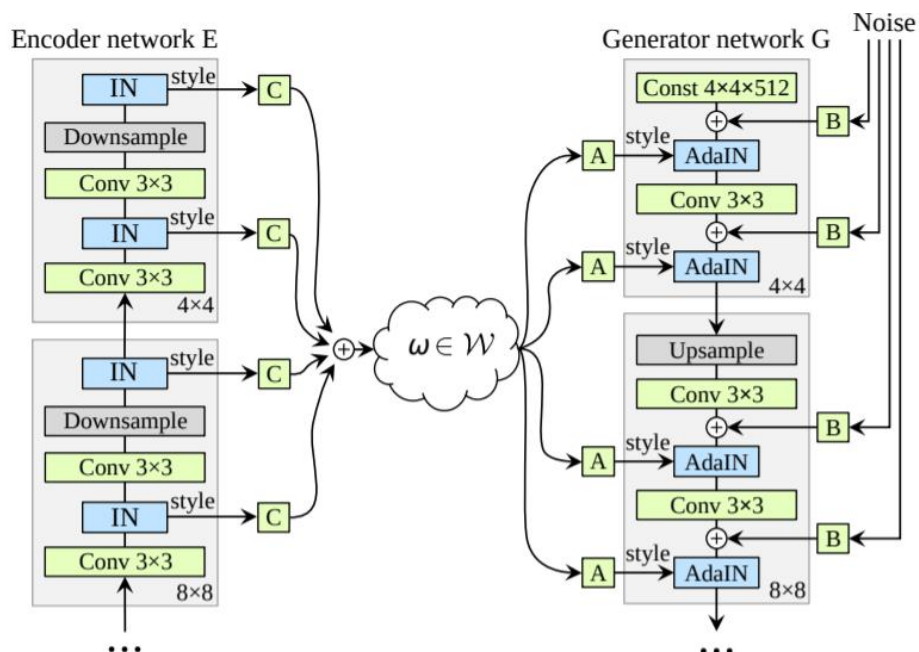 Encoder network E
IN
style
C
Downsample
Conv 3×3
IN
style
C
Conv 3×3
4×4
IN
style
C
Downsample
Conv 3×3
IN
style
C
Conv 3×3
8×8
...
+
ω ∈ W
Generator network G
Noise
Const 4×4×512
+
B
A
style
AdaIN
Conv 3×3
+
B
A
style
AdaIN
4×4
Upsample
Conv 3×3
+
B
A
style
AdaIN
Conv 3×3
+
B
A
style
AdaIN
8×8
...